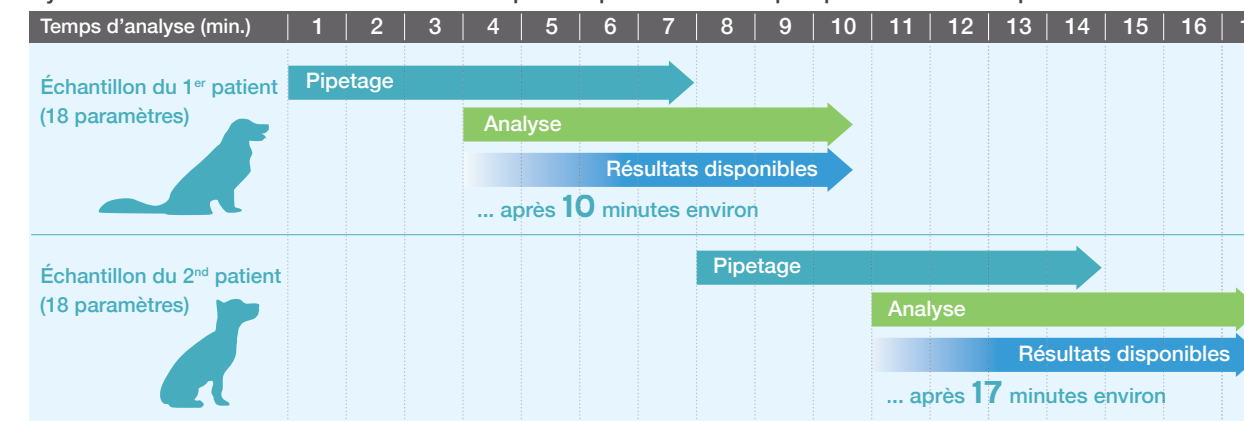 Temps d'analyse (min.) 1 2 3 4 5 6 7 8 9 10 11 12 13 14 15 16
Échantillon du 1er patient
(18 paramètres)
Pipetage
Analyse
Résultats disponibles
... après 10 minutes environ
Échantillon du 2nd patient
(18 paramètres)
Pipetage
Analyse
Résultats disponibles
... après 17 minutes environ